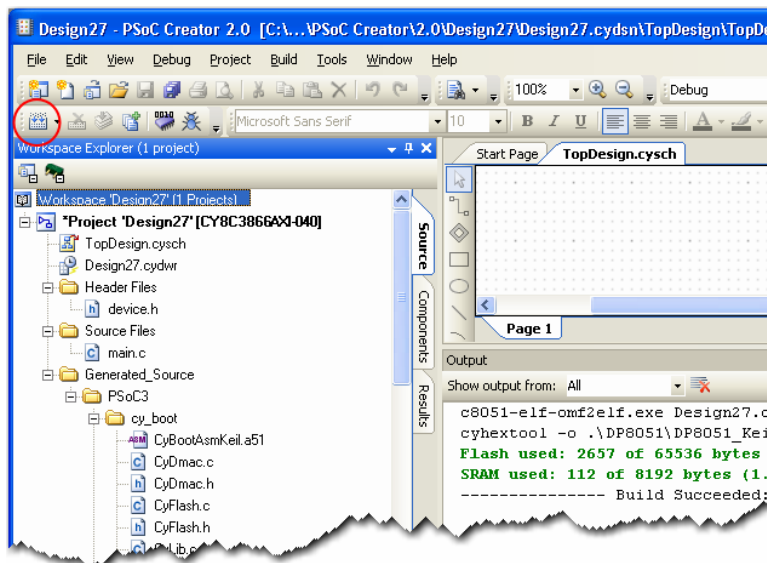 Design27 - PSoC Creator 2.0 [C:\...\PSoC Creator\2.0\Design27\Design27.cydsn\TopDesign\TopD
File Edit View Debug Project Build Tools Window Help
100% Debug
0010 Microsoft Sans Serif 10 B I U A
Workspace Explorer (1 project)
Start Page TopDesign.cysch
Workspace 'Design27' (1 Projects)
*Project 'Design27' [CY8C3866AXI-040]
TopDesign.cysch
Design27.cydwr
Header Files
h device.h
Source Files
c main.c
Generated_Source
PSoC3
cy_boot
ASM CyBootAsmKeil.a51
c CyDmac.c
h CyDmac.h
c CyFlash.c
h CyFlash.h
CyLib.c
Source
Components
Results
Page 1
Output
Show output from: All
c8051-elf-omf2elf.exe Design27.c
cyhextool -o .\DP8051\DP8051_Kei
Flash used: 2657 of 65536 bytes
SRAM used: 112 of 8192 bytes (1.
--------------- Build Succeeded: